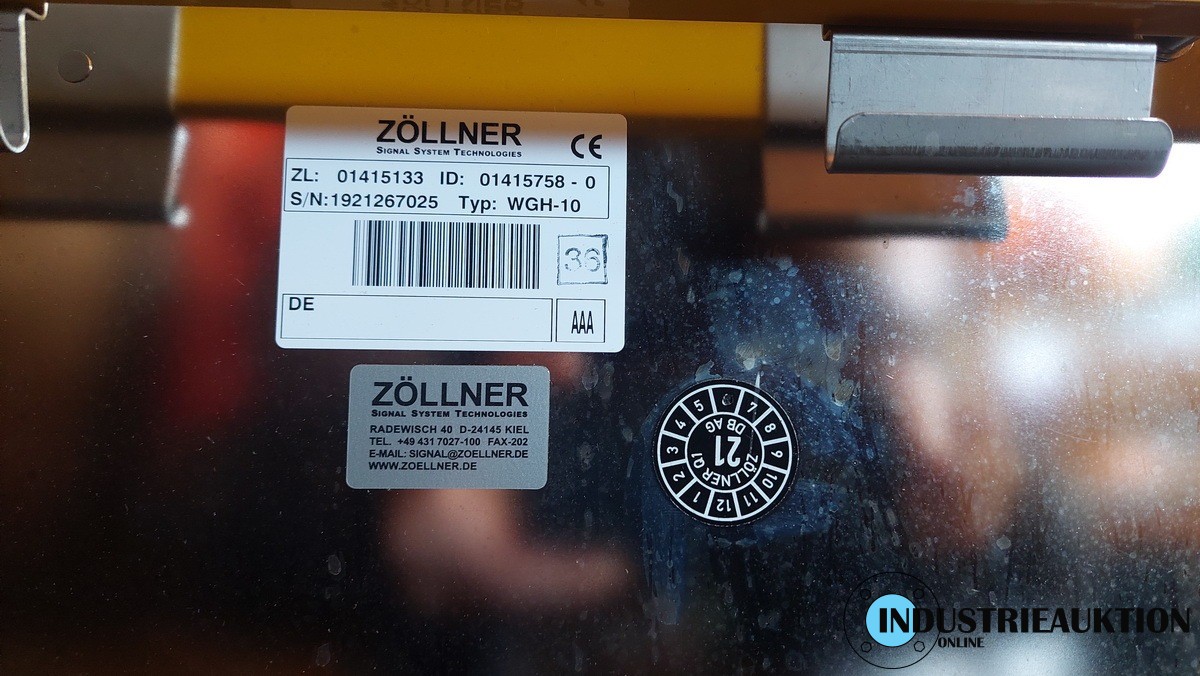 ZÖLLNER
SIGNAL SYSTEM TECHNOLOGIES
CE
ZL: 01415133 ID: 01415758 - 0
S/N:1921267025 Typ: WGH-10
36
DE
AAA
ZÖLLNER
SIGNAL SYSTEM TECHNOLOGIES
RADEWISCH 40 D-24145 KIEL
TEL. +49 431 7027-100 FAX-202
E-MAIL: SIGNAL@ZOELLNER.DE
WWW.ZOELLNER.DE
1 2 3 4 5 7 8 9 10 11 12
DB AG
21
ZÖLLNER Q1
INDUSTRIEAUKTION
ONLINE